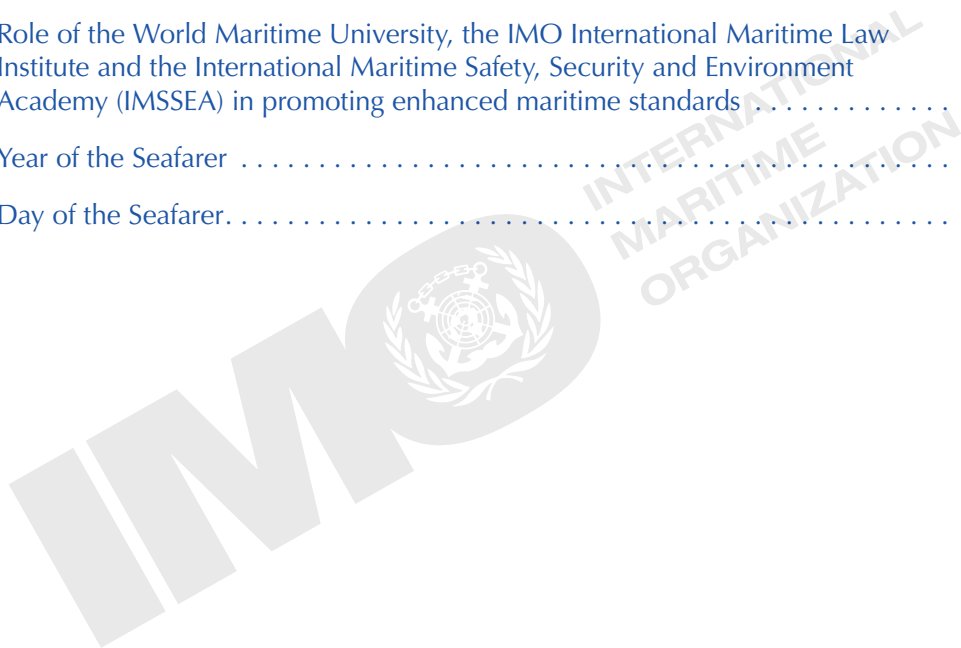 Role of the World Maritime University, the IMO International Maritime Law
Institute and the International Maritime Safety, Security and Environment
Academy (IMSSEA) in promoting enhanced maritime standards . . . . . . . . . . . . .
Year of the Seafarer . . . . . . . . . . . . . . . . . . . . . . . . . . . . . . . . . . . . . . . . . . . . .
Day of the Seafarer. . . . . . . . . . . . . . . . . . . . . . . . . . . . . . . . . . . . . . . . . . . . . .
INTERNATIONAL
MARITIME
ORGANIZATION
IMO